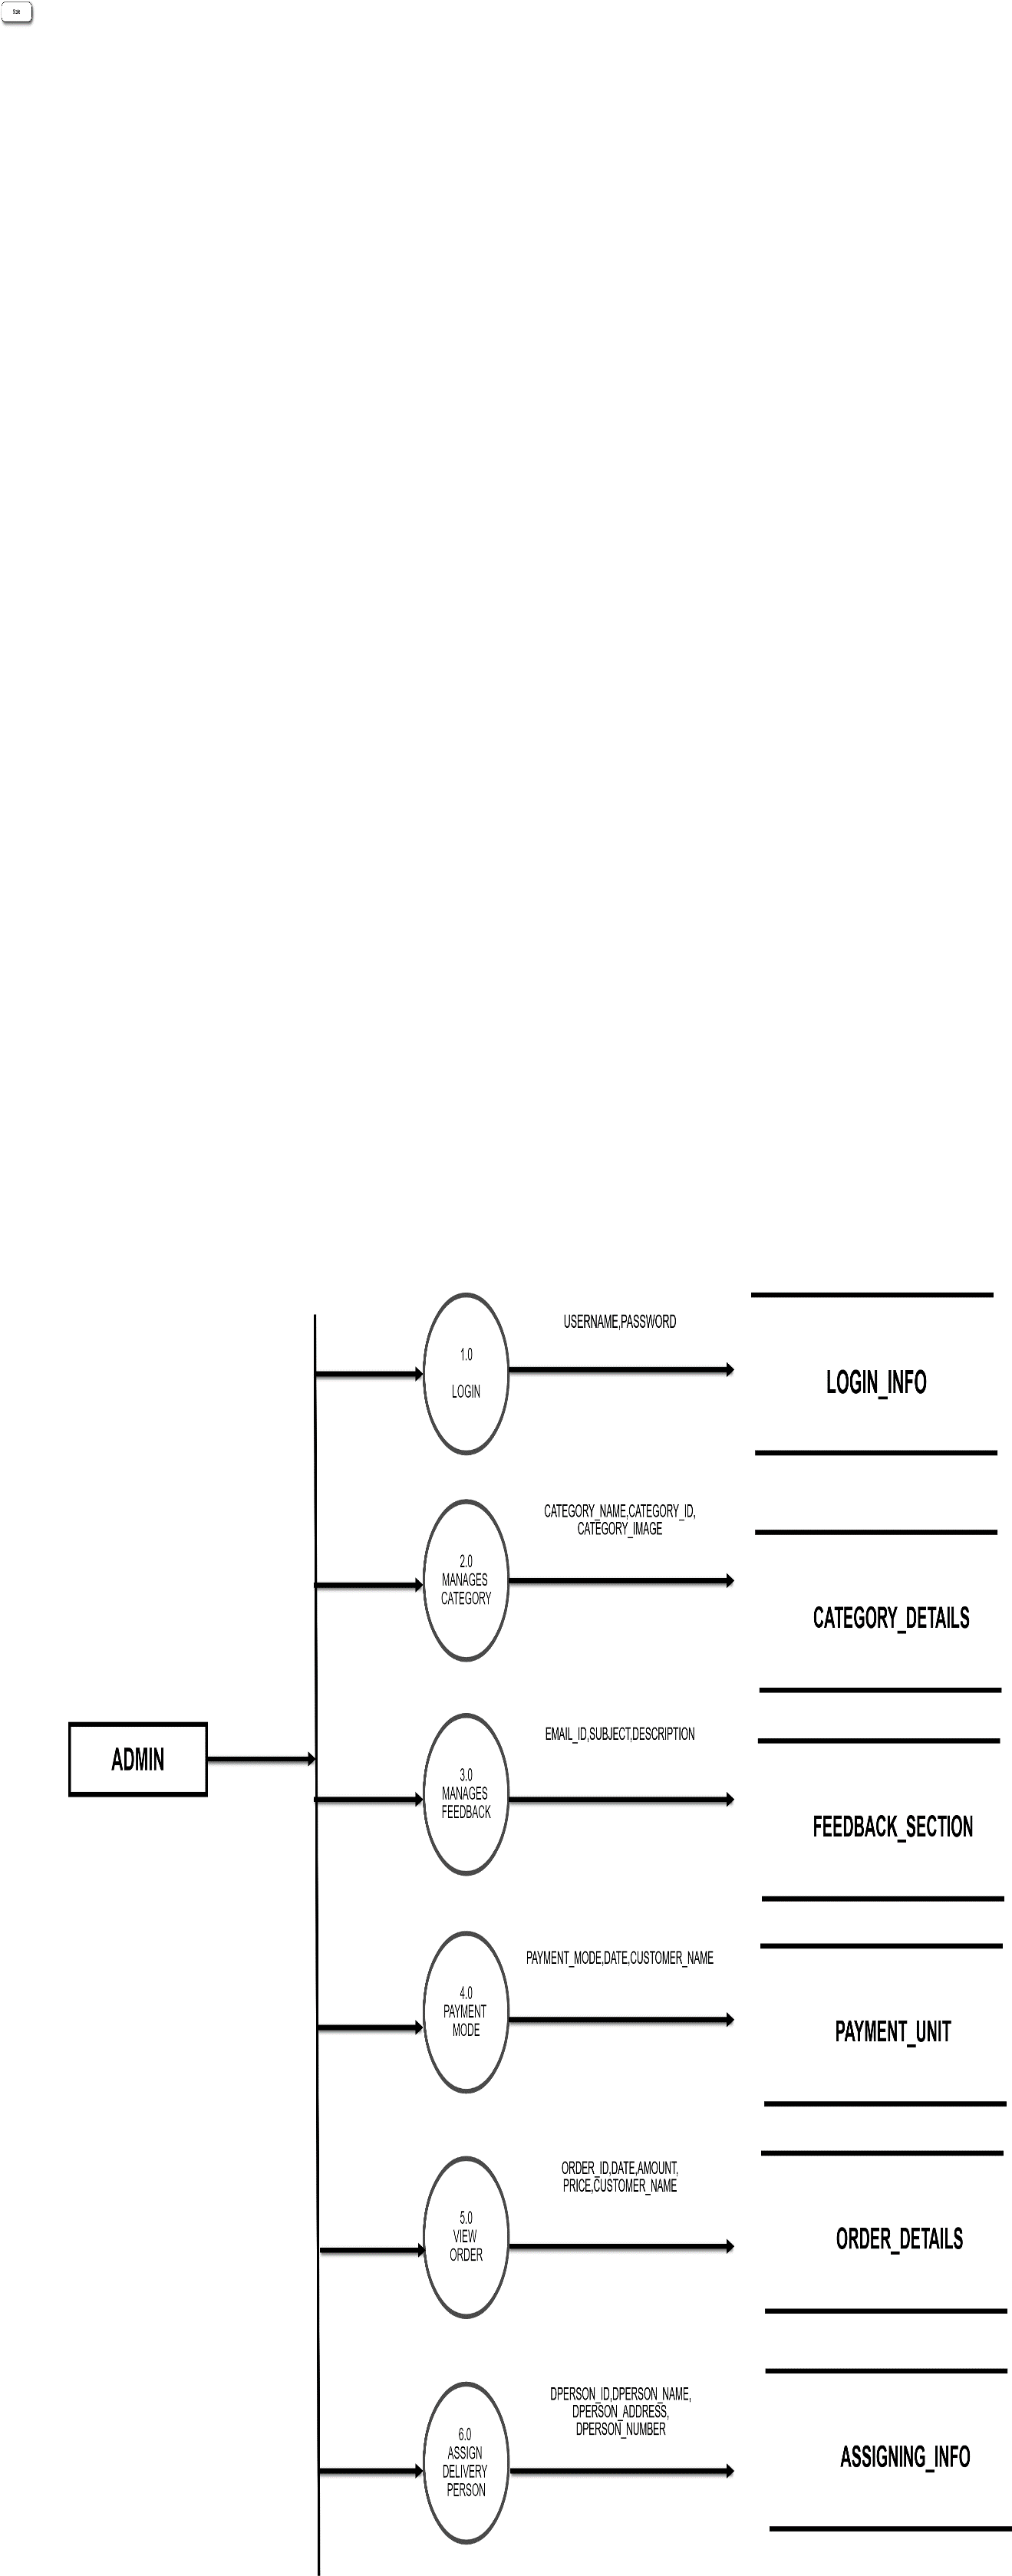 ADMIN
1.0
LOGIN
USERNAME,PASSWORD
LOGIN_INFO
2.0
MANAGES
CATEGORY
CATEGORY_NAME,CATEGORY_ID,
CATEGORY_IMAGE
CATEGORY_DETAILS
3.0
MANAGES
FEEDBACK
EMAIL_ID,SUBJECT,DESCRIPTION
FEEDBACK_SECTION
4.0
PAYMENT
MODE
PAYMENT_MODE,DATE,CUSTOMER_NAME
PAYMENT_UNIT
5.0
VIEW
ORDER
ORDER_ID,DATE,AMOUNT,
PRICE,CUSTOMER_NAME
ORDER_DETAILS
6.0
ASSIGN
DELIVERY
PERSON
DPERSON_ID,DPERSON_NAME,
DPERSON_ADDRESS,
DPERSON_NUMBER
ASSIGNING_INFO